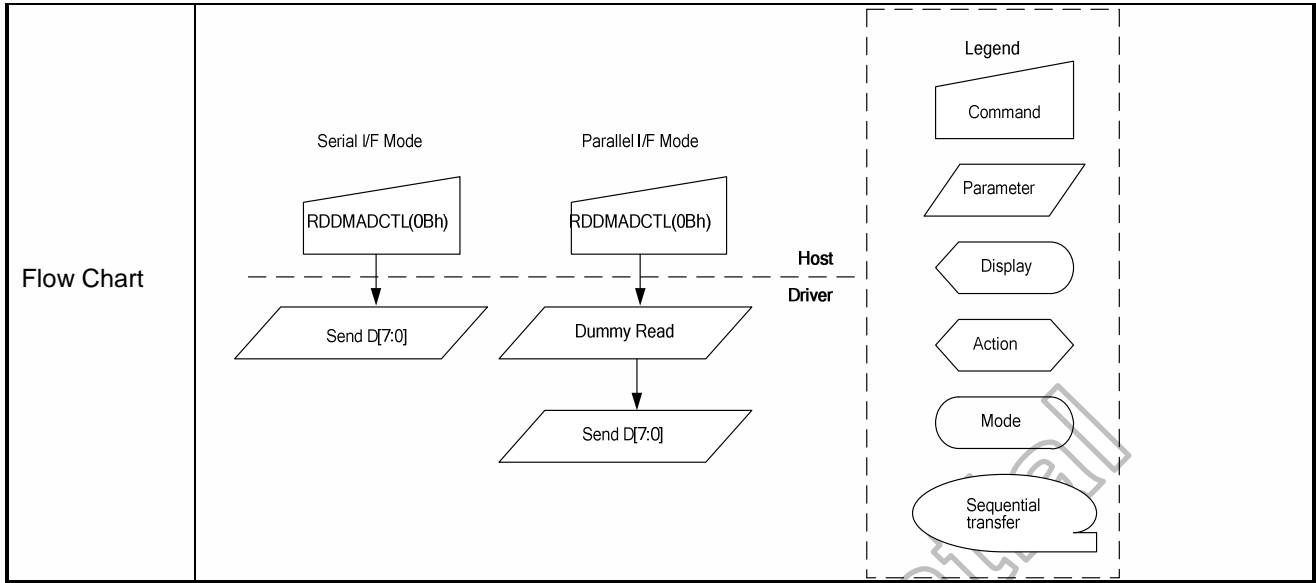 Flow Chart
Serial I/F Mode
Parallel I/F Mode
RDDMADCTL(0Bh)
RDDMADCTL(0Bh)
Host
Driver
Send D[7:0]
Dummy Read
Send D[7:0]
Legend
Command
Parameter
Display
Action
Mode
Sequential
transfer